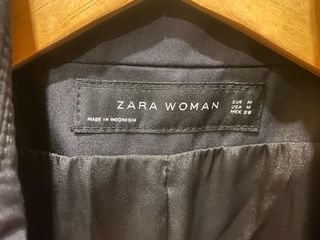 ZARA WOMAN
EUR M
USA M
MEX 28
MADE IN INDONESIA